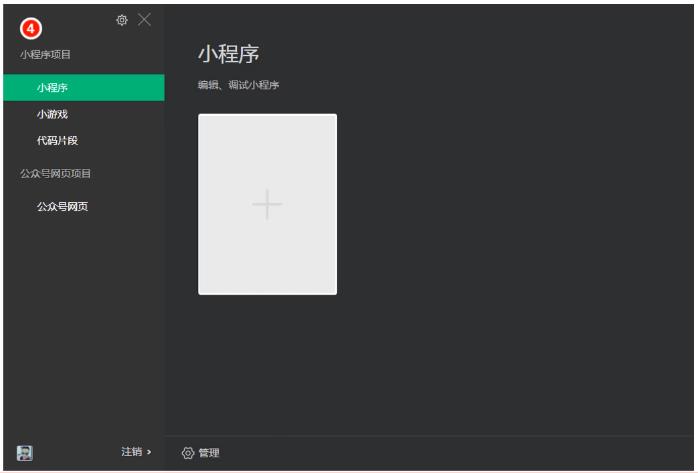 4
小程序项目
小程序
小游戏
代码片段
公众号网页项目
公众号网页
注销 ›
小程序
编辑、调试小程序
管理